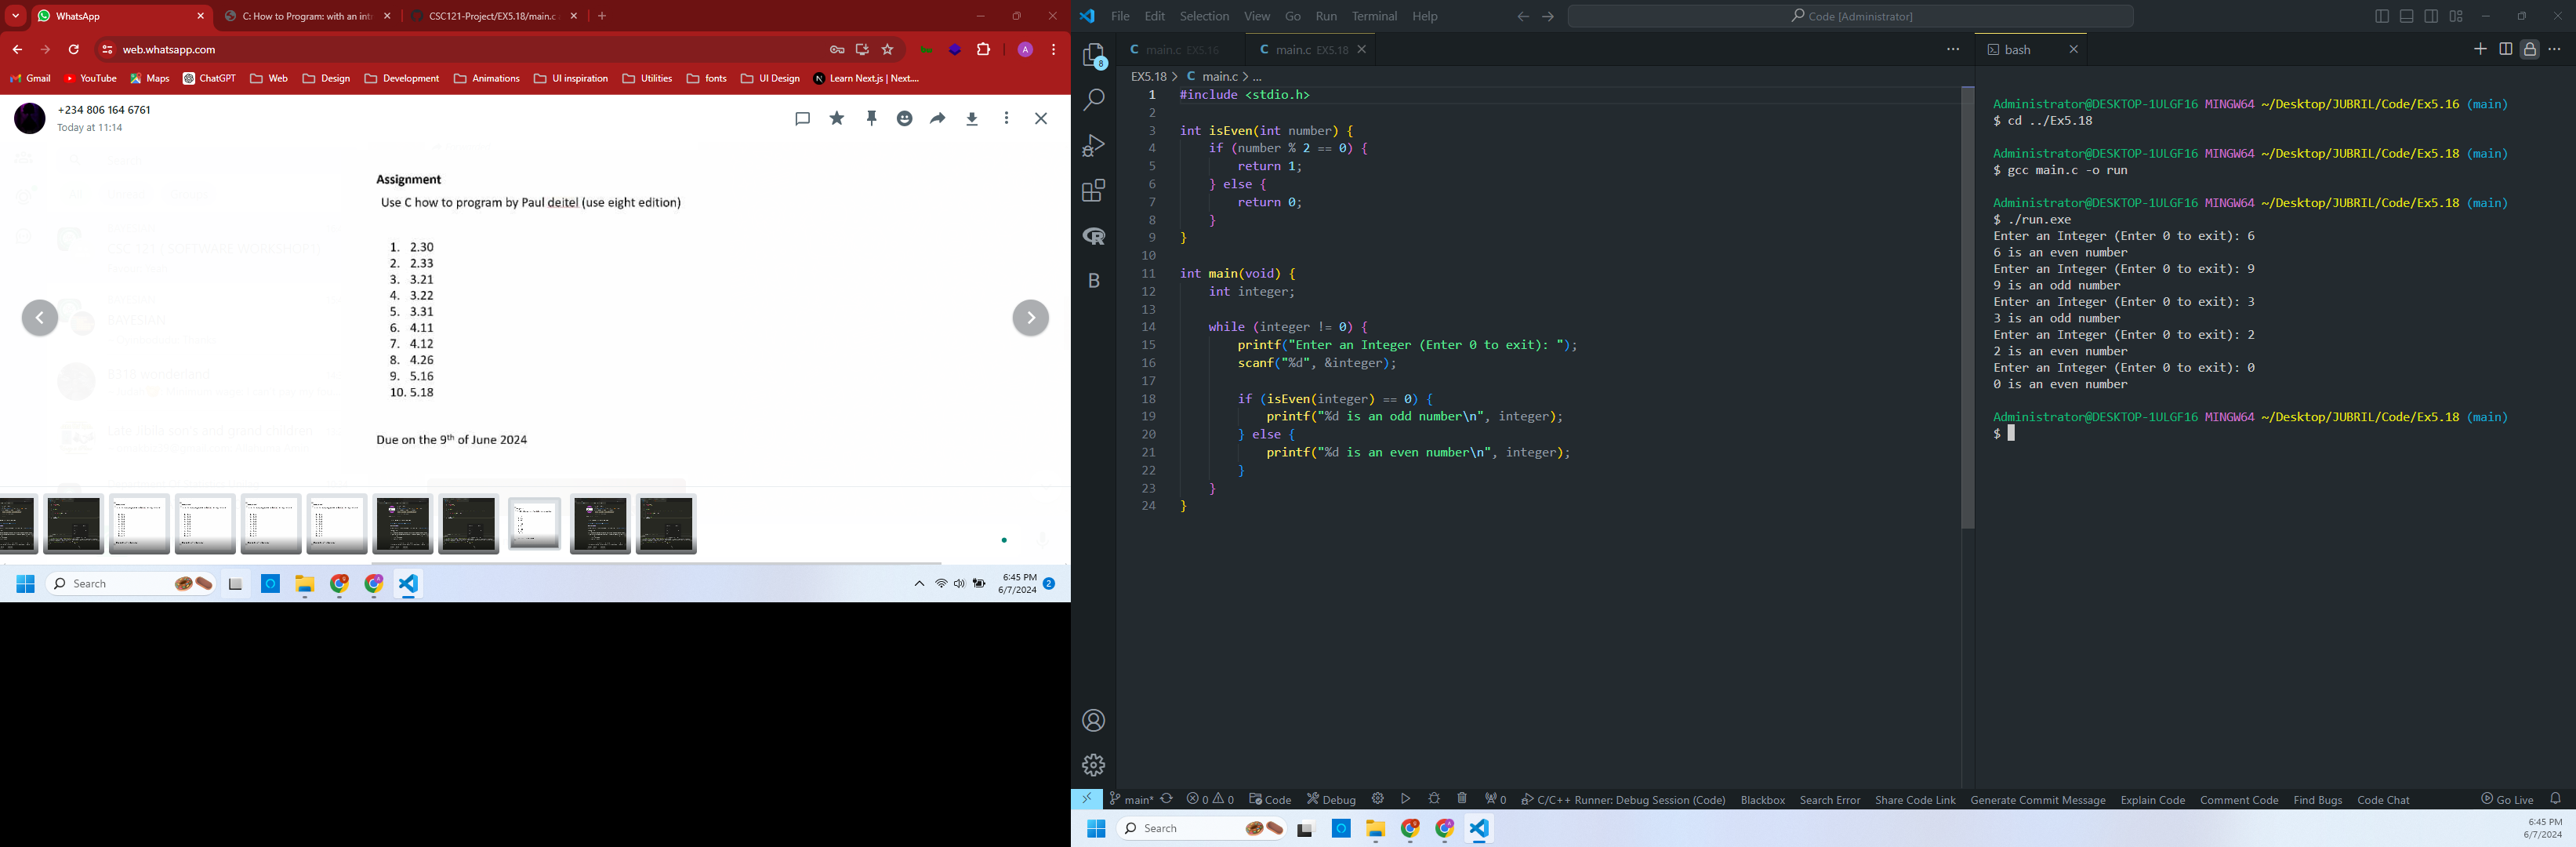 WhatsApp
C: How to Program: with an intr
CSC121-Project/EX5.18/main.c
web.whatsapp.com
A
Gmail
YouTube
Maps
ChatGPT
Web
Design
Development
Animations
UI inspiration
Utilities
fonts
UI Design
Learn Next.js | Next....
+234 806 164 6761
Today at 11:14
Assignment
Use C how to program by Paul deitel (use eight edition)
1. 2.30
2. 2.33
3. 3.21
4. 3.22
5. 3.31
6. 4.11
7. 4.12
8. 4.26
9. 5.16
10. 5.18
Due on the 9th of June 2024
Search
6:45 PM
6/7/2024
2
File Edit Selection View Go Run Terminal Help
Code [Administrator]
8
B
C main.c EX5.16
C main.c EX5.18
EX5.18 > C main.c > ...
1 #include <stdio.h>
2
3 int isEven(int number) {
4 if (number % 2 == 0) {
5 return 1;
6 } else {
7 return 0;
8 }
9 }
10
11 int main(void) {
12 int integer;
13
14 while (integer != 0) {
15 printf("Enter an Integer (Enter 0 to exit): ");
16 scanf("%d", &integer);
17
18 if (isEven(integer) == 0) {
19 printf("%d is an odd number\n", integer);
20 } else {
21 printf("%d is an even number\n", integer);
22 }
23 }
24 }
bash
Administrator@DESKTOP-1ULGF16 MINGW64 ~/Desktop/JUBRIL/Code/Ex5.16 (main)
$ cd ../Ex5.18
Administrator@DESKTOP-1ULGF16 MINGW64 ~/Desktop/JUBRIL/Code/Ex5.18 (main)
$ gcc main.c -o run
Administrator@DESKTOP-1ULGF16 MINGW64 ~/Desktop/JUBRIL/Code/Ex5.18 (main)
$ ./run.exe
Enter an Integer (Enter 0 to exit): 6
6 is an even number
Enter an Integer (Enter 0 to exit): 9
9 is an odd number
Enter an Integer (Enter 0 to exit): 3
3 is an odd number
Enter an Integer (Enter 0 to exit): 2
2 is an even number
Enter an Integer (Enter 0 to exit): 0
0 is an even number
Administrator@DESKTOP-1ULGF16 MINGW64 ~/Desktop/JUBRIL/Code/Ex5.18 (main)
$
main* 0 0 Code Debug 0 C/C++ Runner: Debug Session (Code) Blackbox Search Error Share Code Link Generate Commit Message Explain Code Comment Code Find Bugs Code Chat Go Live
Search
6:45 PM
6/7/2024